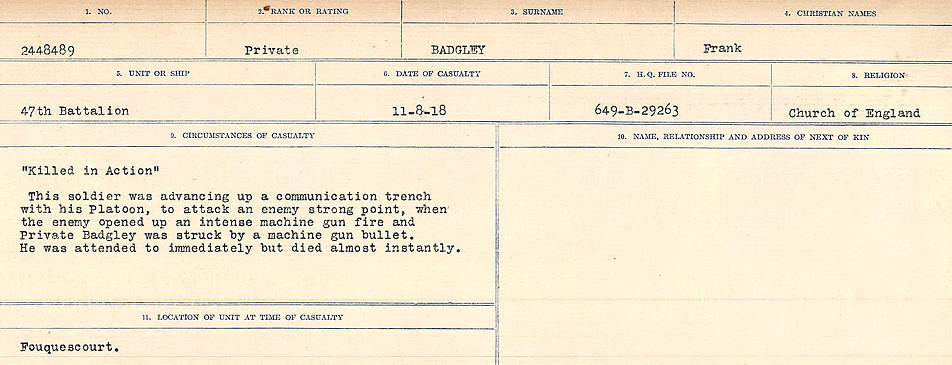 1. NO. 2. RANK OR RATING 3. SURNAME 4. CHRISTIAN NAMES
2448489 Private BADGLEY Frank
5. UNIT OR SHIP 6. DATE OF CASUALTY 7. H.Q. FILE NO. 8. RELIGION
47th Battalion 11-8-18 649-B-29263 Church of England
9. CIRCUMSTANCES OF CASUALTY 10. NAME, RELATIONSHIP AND ADDRESS OF NEXT OF KIN
"Killed in Action"
This soldier was advancing up a communication trench
with his Platoon, to attack an enemy strong point, when
the enemy opened up an intense machine gun fire and
Private Badgley was struck by a machine gun bullet.
He was attended to immediately but died almost instantly.
11. LOCATION OF UNIT AT TIME OF CASUALTY
Fouquescourt.